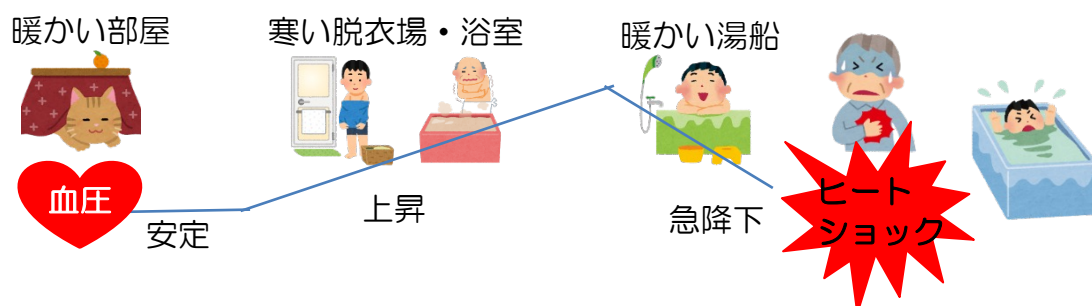 暖かい部屋
寒い脱衣場・浴室
暖かい湯船
血圧
安定
上昇
急降下
ヒート
ショック